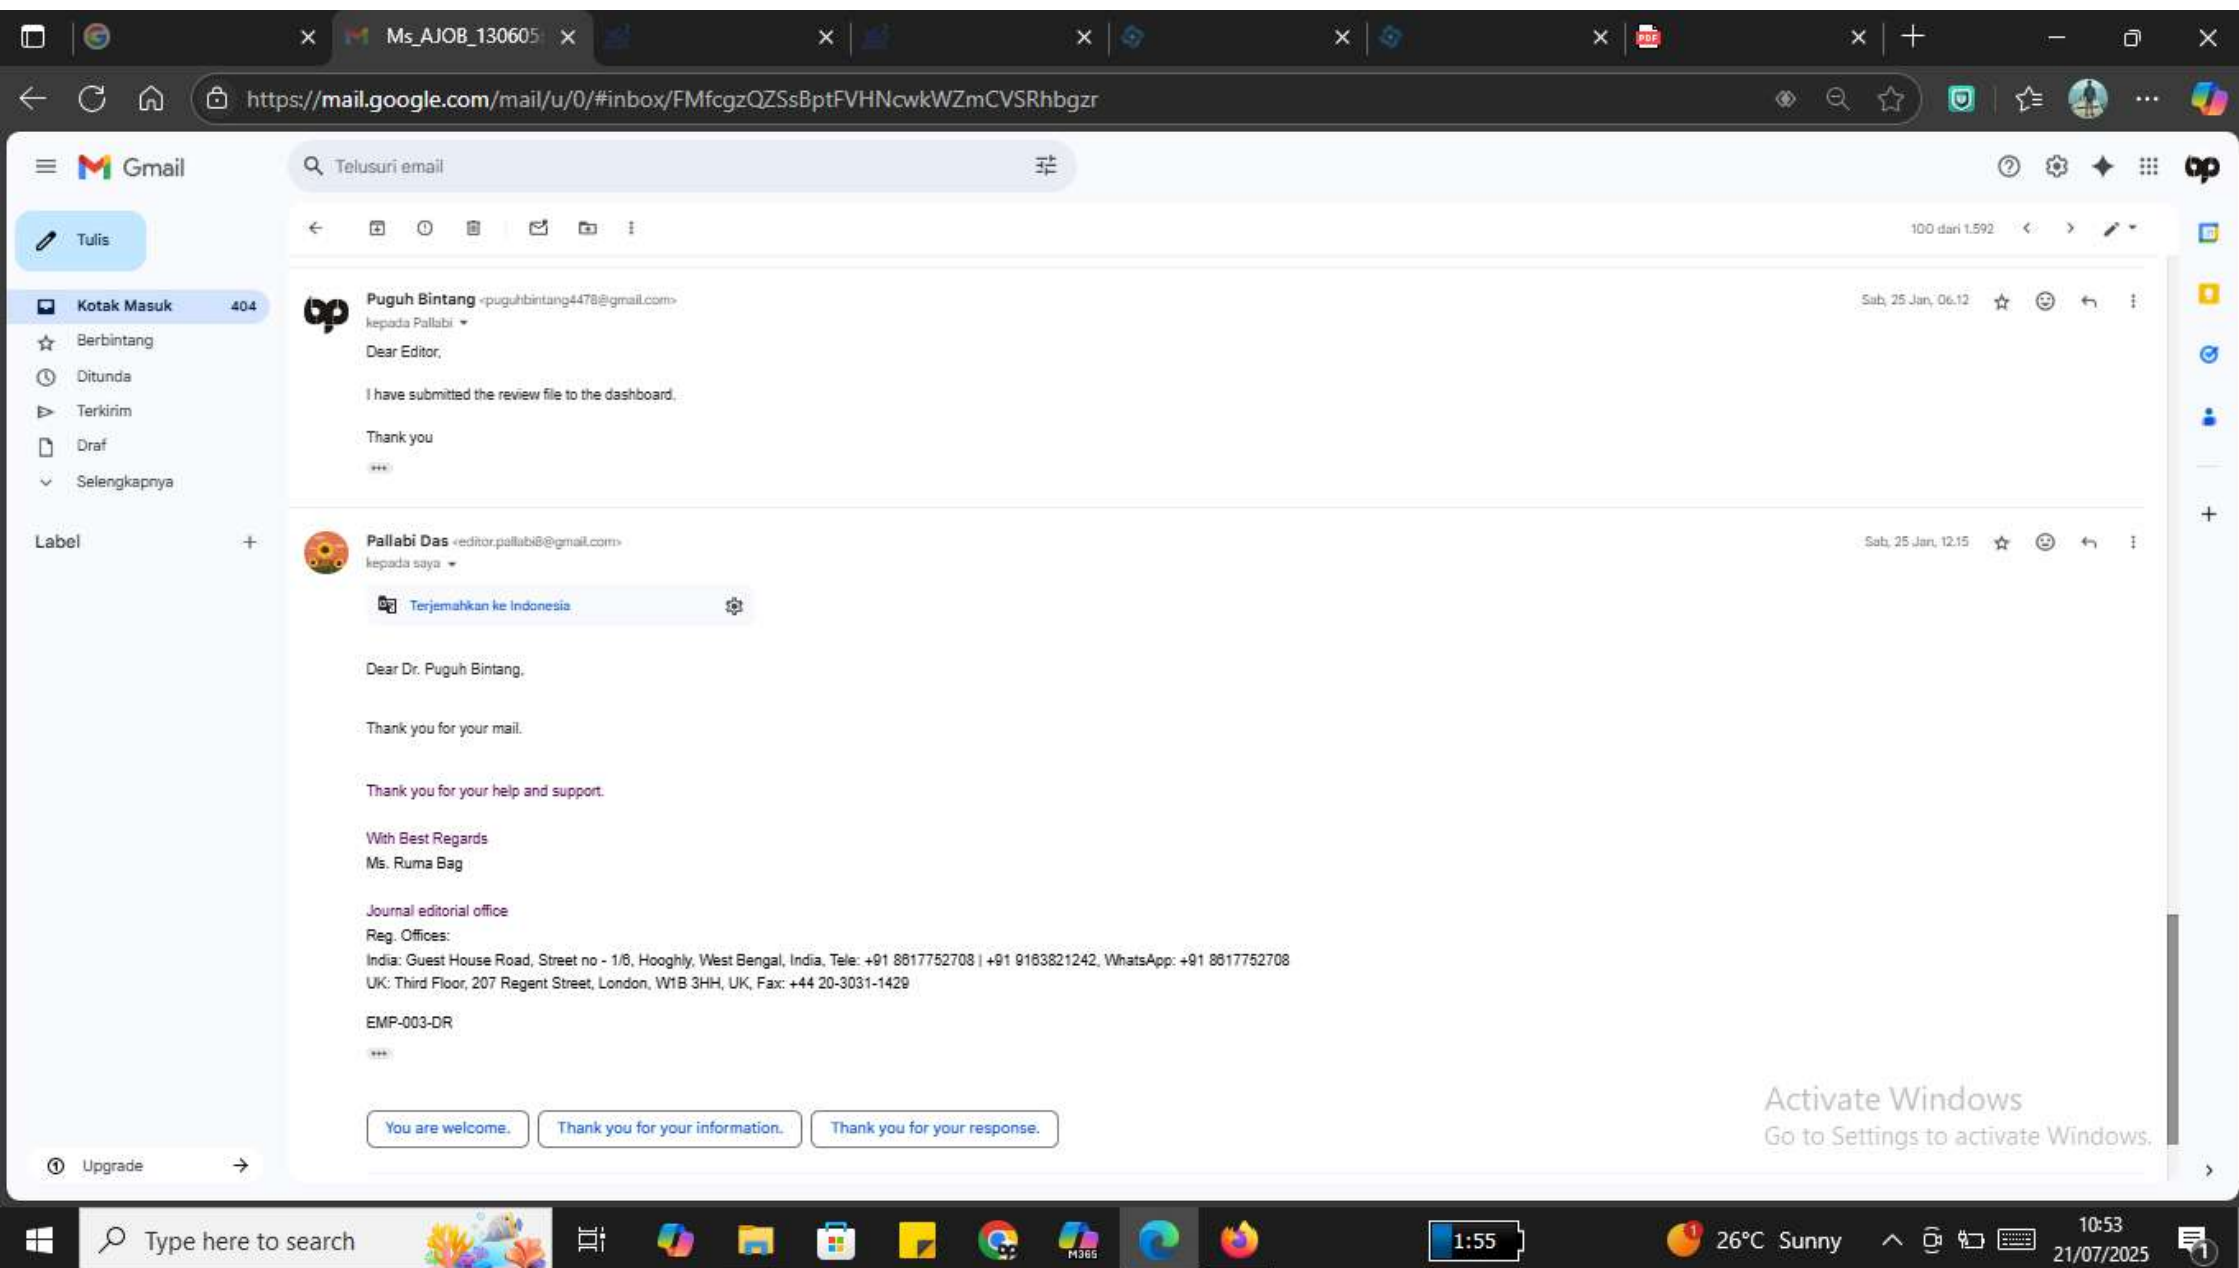 Ms_AJOB_130605
https://mail.google.com/mail/u/0/#inbox/FMfcgzQZSsBptFVHNcwkWZmCVSRhbgzr
Gmail
Telusuri email
Tulis
100 dari 1.592
Kotak Masuk 404
Berbintang
Ditunda
Terkirim
Draf
Selengkapnya
Label
Puguh Bintang <puguhbintang4478@gmail.com>
Sab, 25 Jan, 06.12
kepada Pallabi
Dear Editor,
I have submitted the review file to the dashboard.
Thank you
Pallabi Das <editor.pallabi8@gmail.com>
Sab, 25 Jan, 12.15
kepada saya
Terjemahkan ke Indonesia
Dear Dr. Puguh Bintang,
Thank you for your mail.
Thank you for your help and support.
With Best Regards
Ms. Ruma Bag
Journal editorial office
Reg. Offices:
India: Guest House Road, Street no - 1/6, Hooghly, West Bengal, India, Tele: +91 8617752708 | +91 9163821242, WhatsApp: +91 8617752708
UK: Third Floor, 207 Regent Street, London, W1B 3HH, UK, Fax: +44 20-3031-1429
EMP-003-DR
You are welcome.
Thank you for your information.
Thank you for your response.
Activate Windows
Go to Settings to activate Windows.
Upgrade
Type here to search
M365
1:55
1
26°C Sunny
10:53
21/07/2025
1